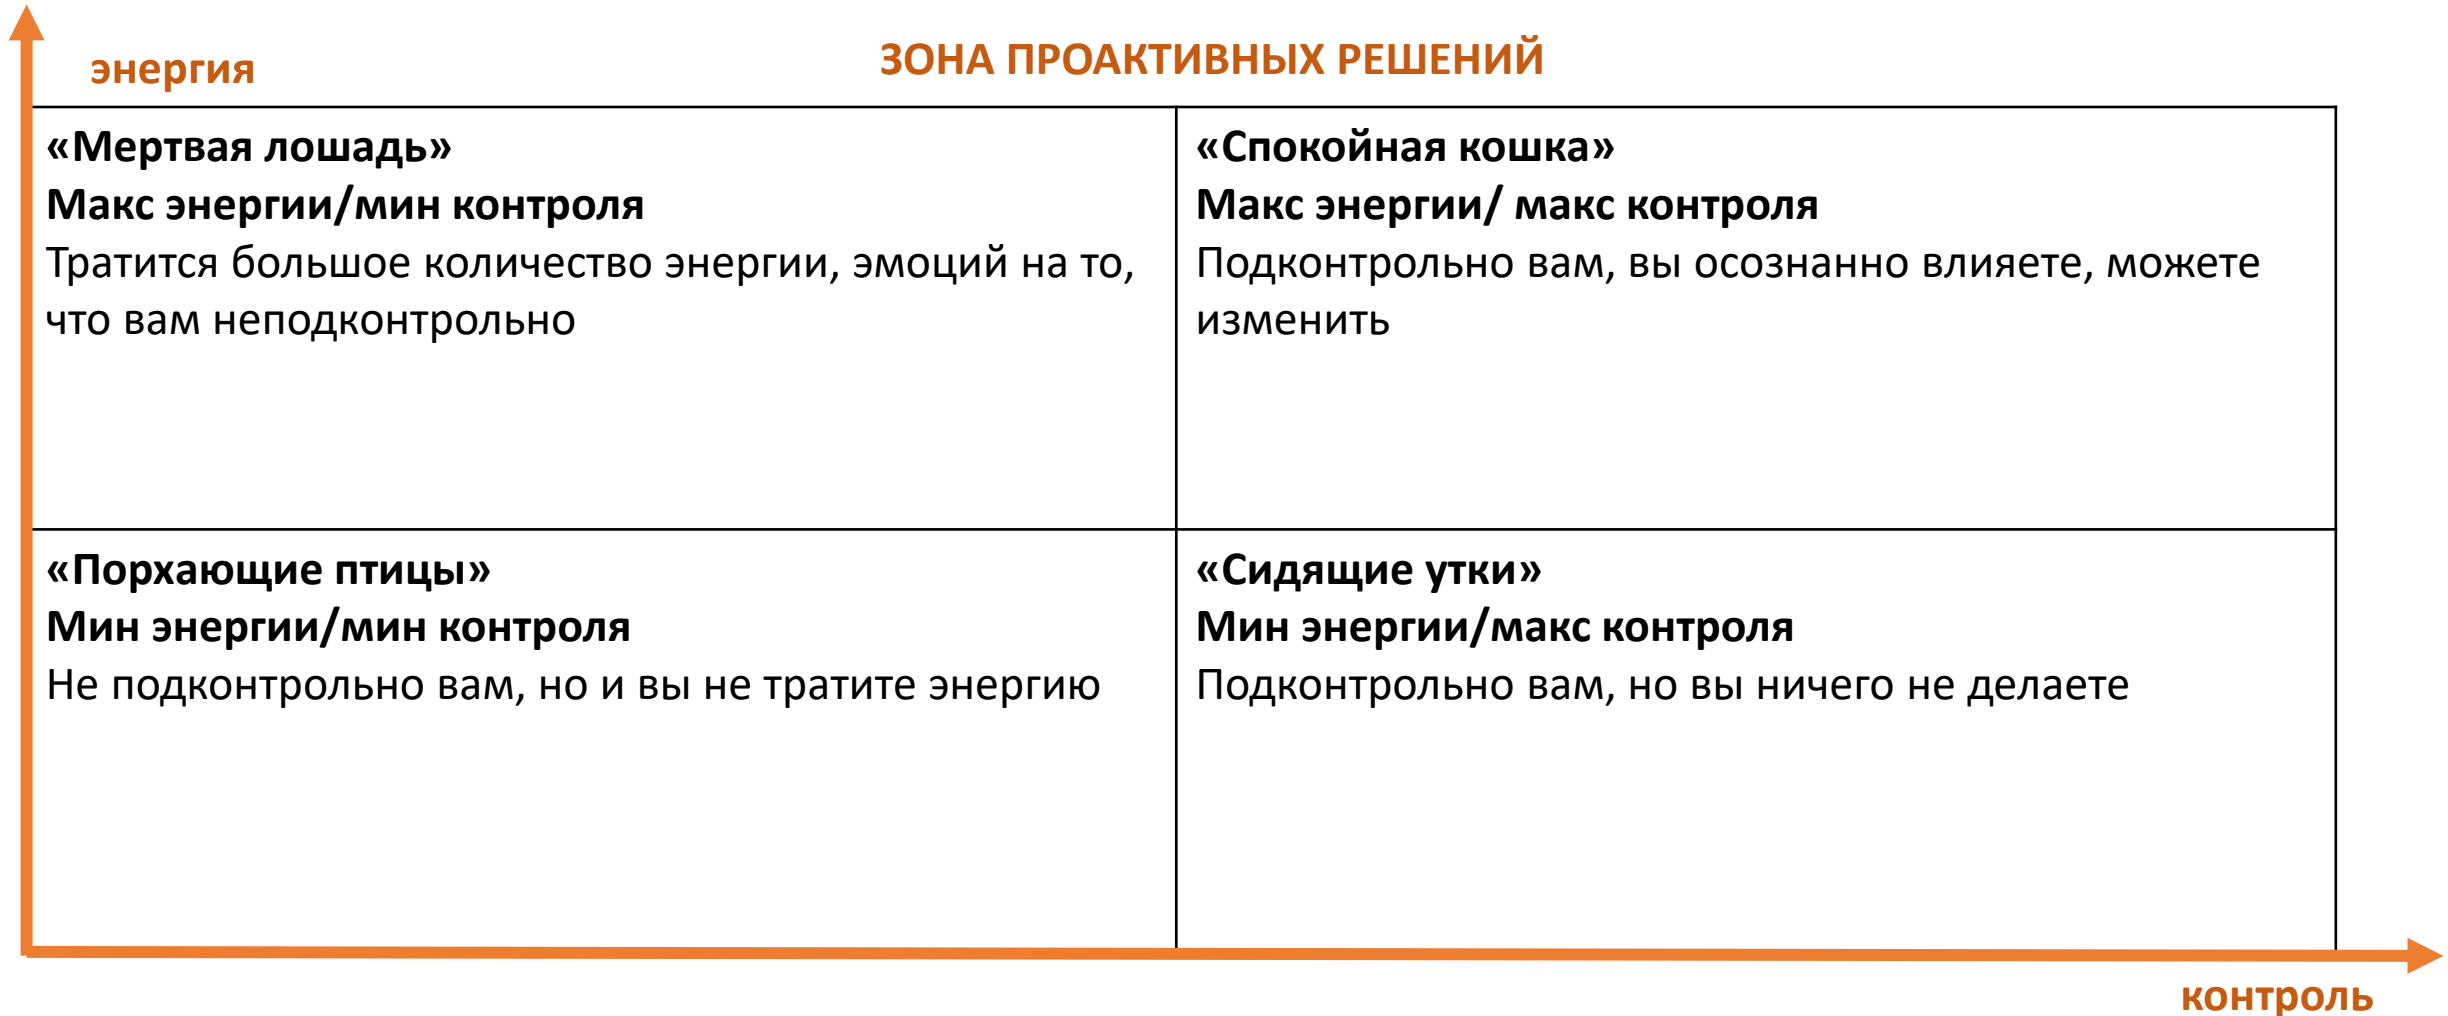 энергия
ЗОНА ПРОАКТИВНЫХ РЕШЕНИЙ
«Мертвая лошадь»
Макс энергии/мин контроля
Тратится большое количество энергии, эмоций на то,
что вам неподконтрольно
«Спокойная кошка»
Макс энергии/ макс контроля
Подконтрольно вам, вы осознанно влияете, можете
изменить
«Порхающие птицы»
Мин энергии/мин контроля
Не подконтрольно вам, но и вы не тратите энергию
«Сидящие утки»
Мин энергии/макс контроля
Подконтрольно вам, но вы ничего не делаете
контроль